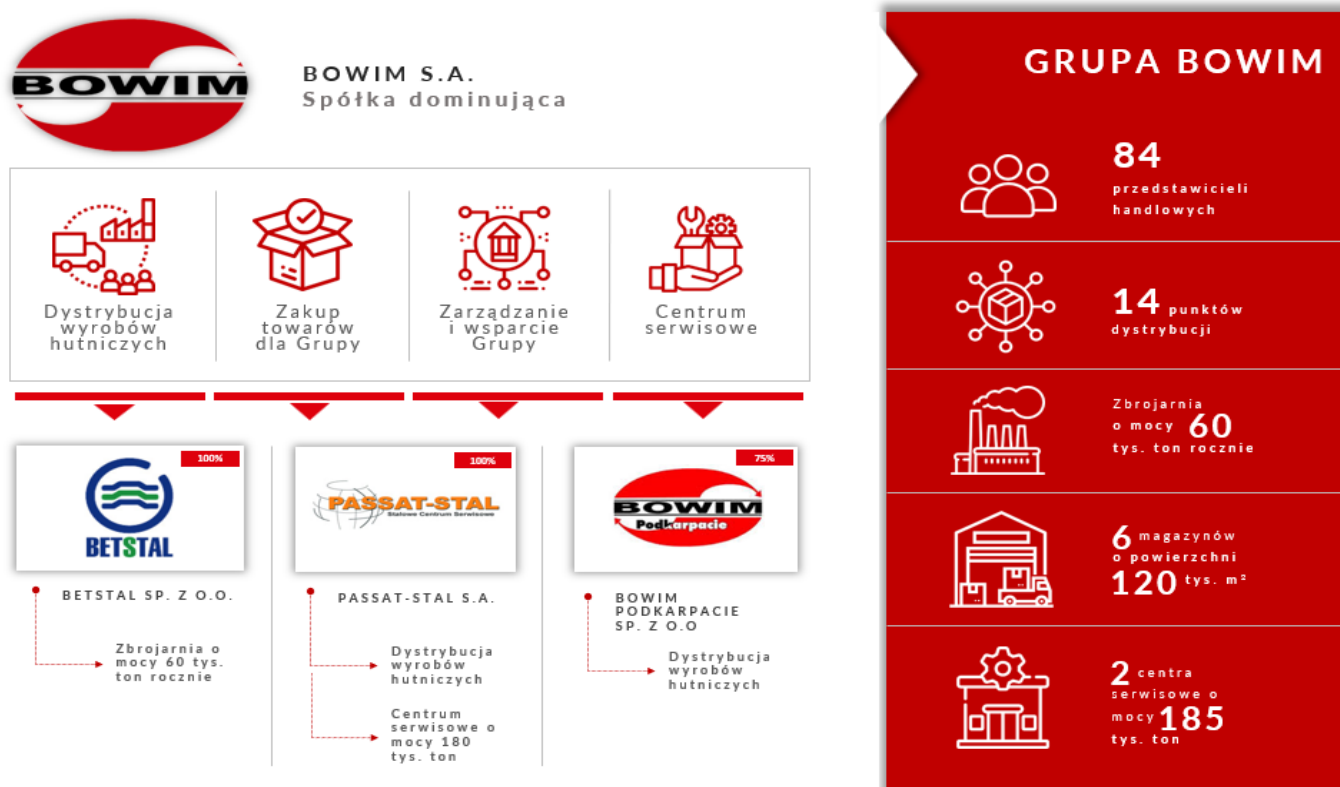 BOWIM
BOWIM S.A.
Spółka dominująca
Dystrybucja
wyrobów
hutniczych
Zakup
towarów
dla Grupy
Zarządzanie
i wsparcie
Grupy
Centrum
serwisowe
100%
BETSTAL
100%
PASSAT-STAL
Stalowe Centrum Serwisowe
75%
BOWIM
Podkarpacie
BETSTAL SP. Z O.O.
Zbrojarnia o
mocy 60 tys.
ton rocznie
PASSAT-STAL S.A.
Dystrybucja
wyrobów
hutniczych
Centrum
serwisowe o
mocy 180
tys. ton
BOWIM
PODKARPACIE
SP. Z O.O
Dystrybucja
wyrobów
hutniczych
GRUPA BOWIM
84
przedstawicieli
handlowych
14 punktów
dystrybucji
Zbrojarnia
o mocy 60
tys. ton rocznie
6 magazynów
o powierzchni
120 tys. m²
2 centra
serwisowe o
mocy 185
tys. ton